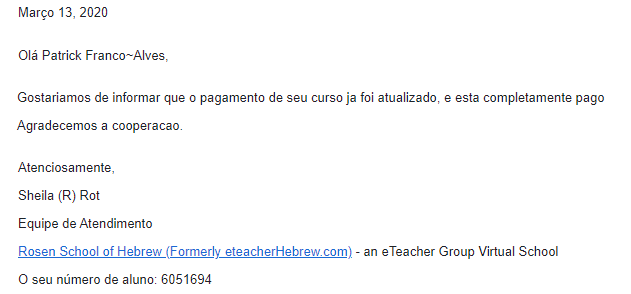 Março 13, 2020
Olá Patrick Franco~Alves,
Gostariamos de informar que o pagamento de seu curso ja foi atualizado, e esta completamente pago
Agradecemos a cooperacao.
Atenciosamente,
Sheila (R) Rot
Equipe de Atendimento
Rosen School of Hebrew (Formerly eteacherHebrew.com) - an eTeacher Group Virtual School
O seu número de aluno: 6051694